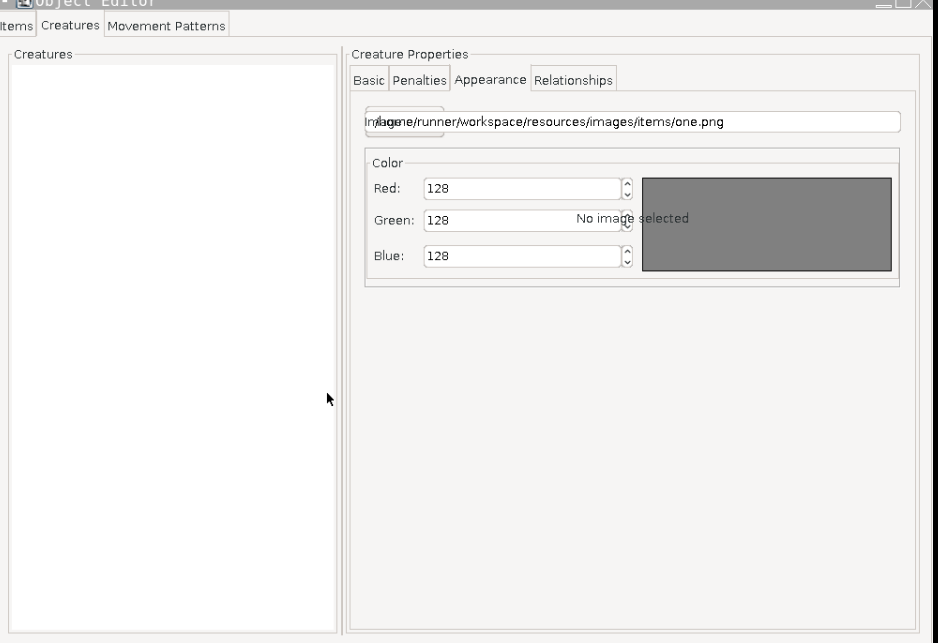 Object Editor
Items Creatures Movement Patterns
Creatures
Creature Properties
Basic Penalties Appearance Relationships
Image /home/runner/workspace/resources/images/items/one.png
Color
Red: 128
Green: 128
No image selected
Blue: 128